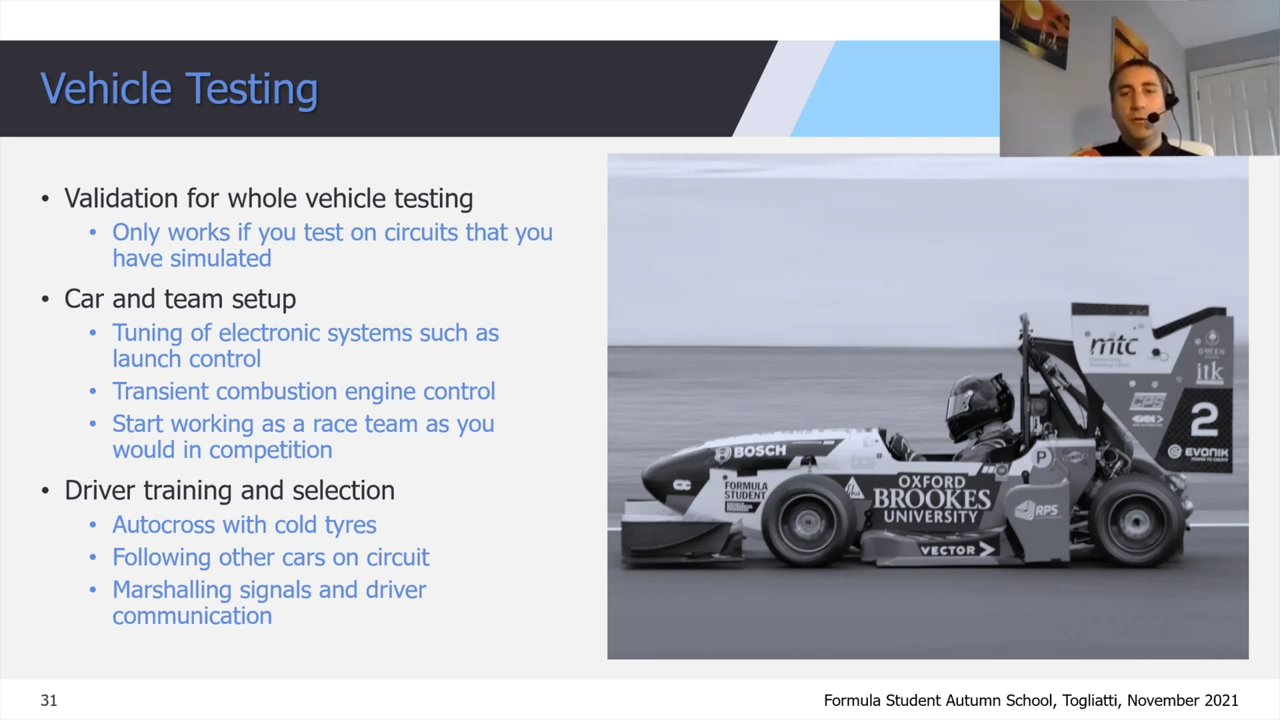 Vehicle Testing
• Validation for whole vehicle testing
• Only works if you test on circuits that you
have simulated
• Car and team setup
• Tuning of electronic systems such as
launch control
• Transient combustion engine control
• Start working as a race team as you
would in competition
• Driver training and selection
• Autocross with cold tyres
• Following other cars on circuit
• Marshalling signals and driver
communication
mtc
itk
CPS
2
EVONIK
BOSCH
P
FORMULA
STUDENT
OXFORD
BROOKES
UNIVERSITY
RPS
VECTOR
31
Formula Student Autumn School, Togliatti, November 2021